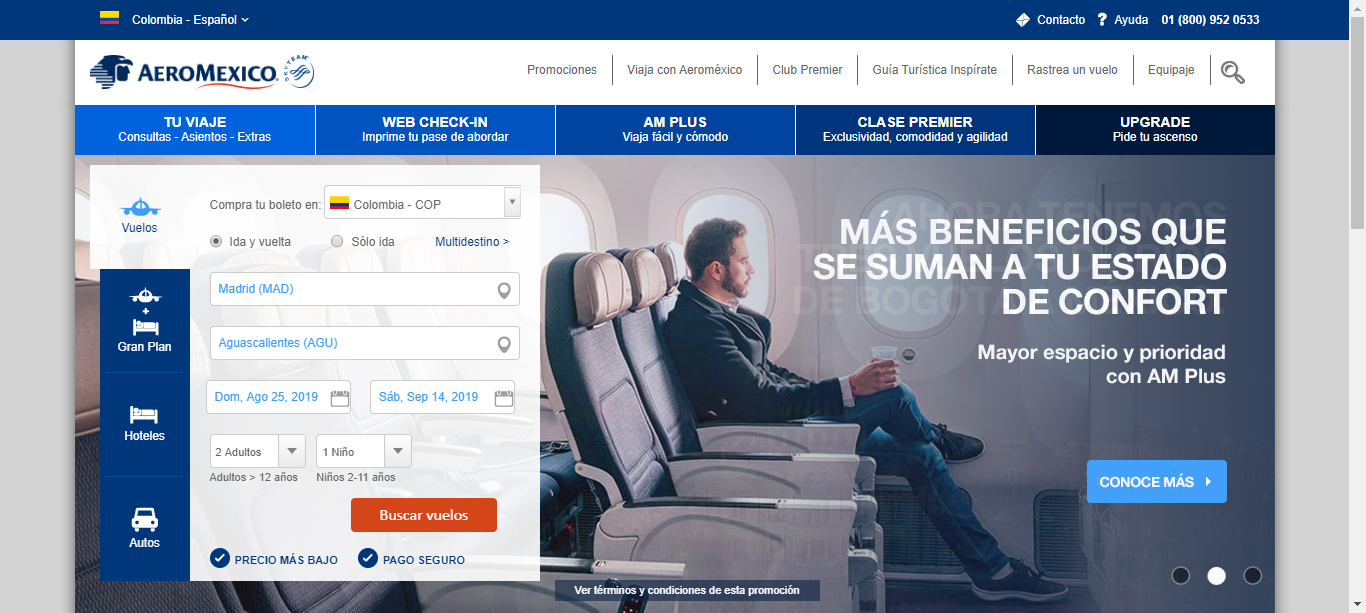 Colombia - Español
Contacto
? Ayuda
01 (800) 952 0533
AEROMEXICO
SKYTEAM
Promociones
Viaja con Aeroméxico
Club Premier
Guía Turística Inspírate
Rastrea un vuelo
Equipaje
TU VIAJE
Consultas - Asientos - Extras
WEB CHECK-IN
Imprime tu pase de abordar
AM PLUS
Viaja fácil y cómodo
CLASE PREMIER
Exclusividad, comodidad y agilidad
UPGRADE
Pide tu ascenso
Vuelos
+
Gran Plan
Hoteles
Autos
Compra tu boleto en:
Colombia - COP
Ida y vuelta
Sólo ida
Multidestino >
Madrid (MAD)
Aguascalientes (AGU)
Dom, Ago 25, 2019
Sáb, Sep 14, 2019
2 Adultos
1 Niño
Adultos > 12 años
Niños 2-11 años
Buscar vuelos
PRECIO MÁS BAJO
PAGO SEGURO
AHORA TENEMOS
MÁS BENEFICIOS QUE
SE SUMAN A TU ESTADO
DE CONFORT
Mayor espacio y prioridad
con AM Plus
CONOCE MÁS
Ver términos y condiciones de esta promoción